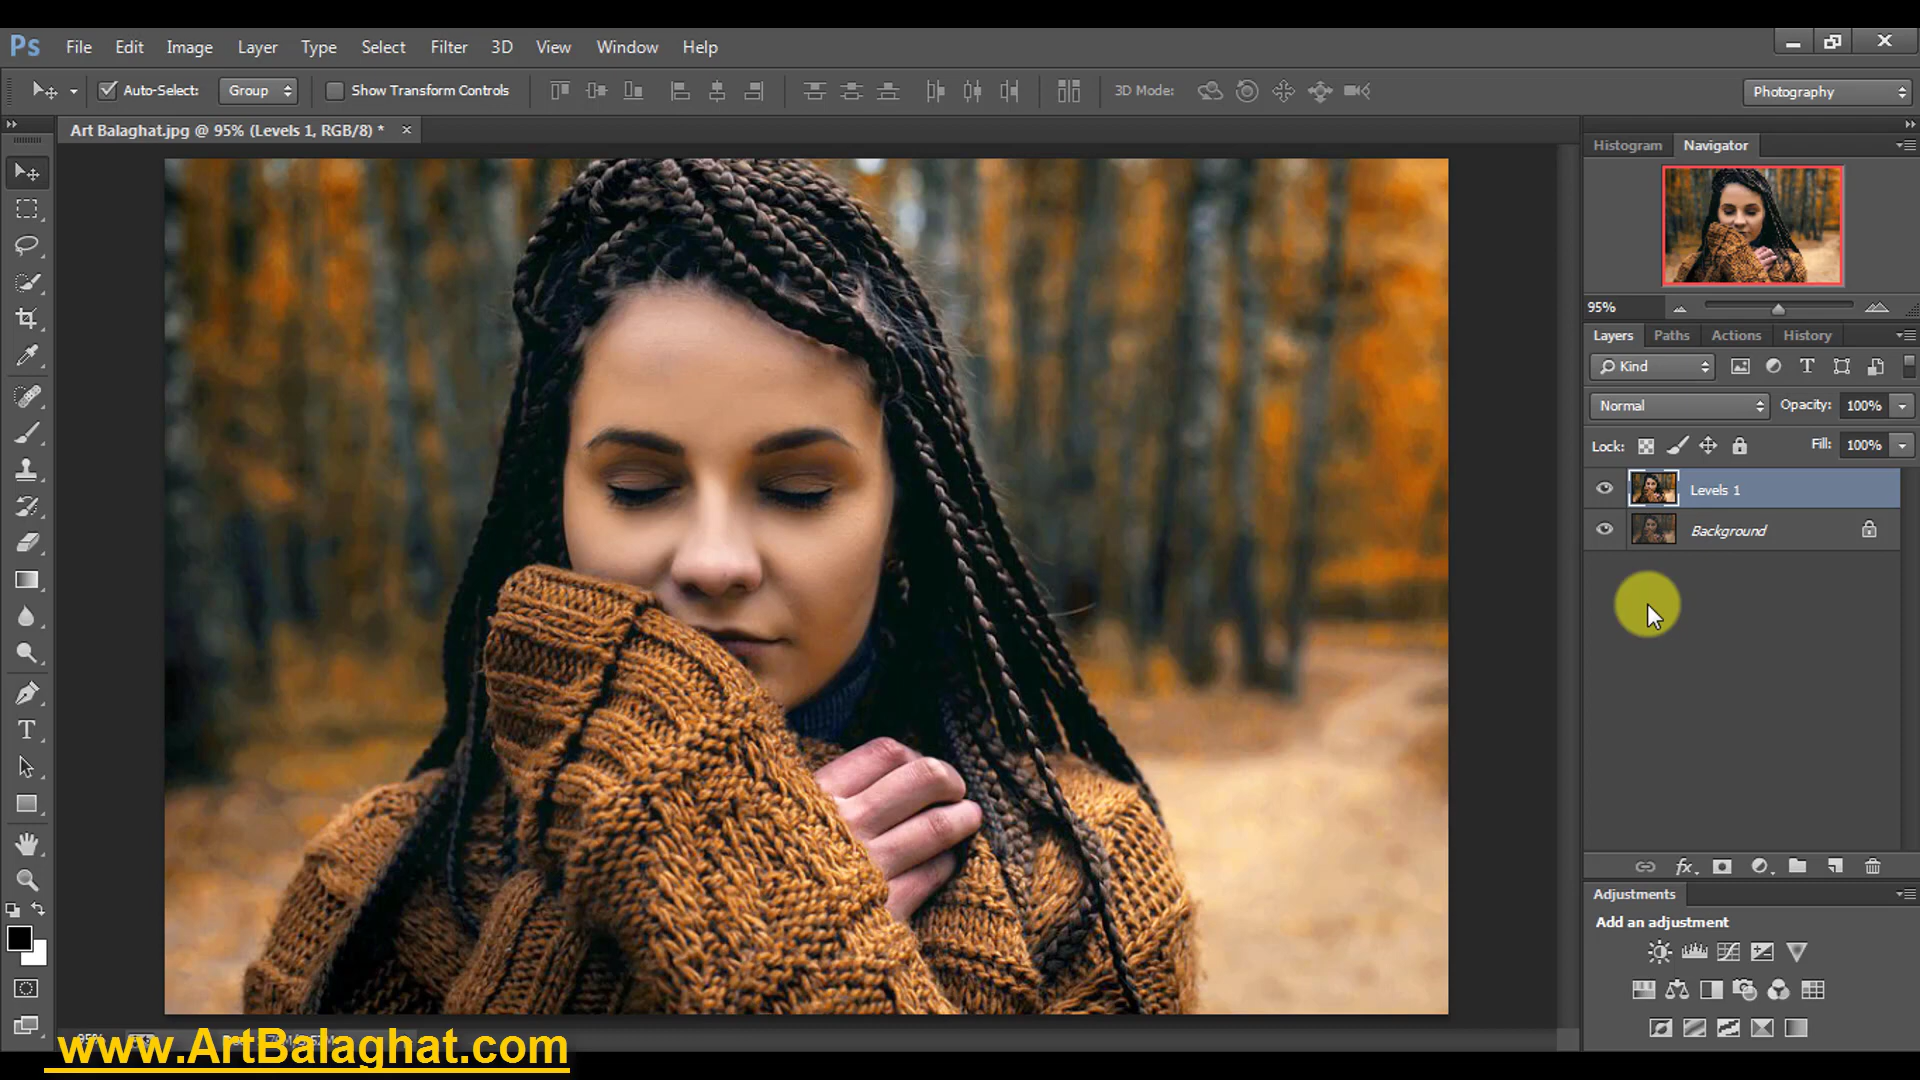 Ps File Edit Image Layer Type Select Filter 3D View Window Help
Auto-Select: Group Show Transform Controls 3D Mode: Photography
Art Balaghat.jpg @ 95% (Levels 1, RGB/8) * ×
Histogram Navigator
95%
Layers Paths Actions History
Kind
Normal Opacity: 100%
Lock: Fill: 100%
Levels 1
Background
Adjustments
Add an adjustment
www.ArtBalaghat.com